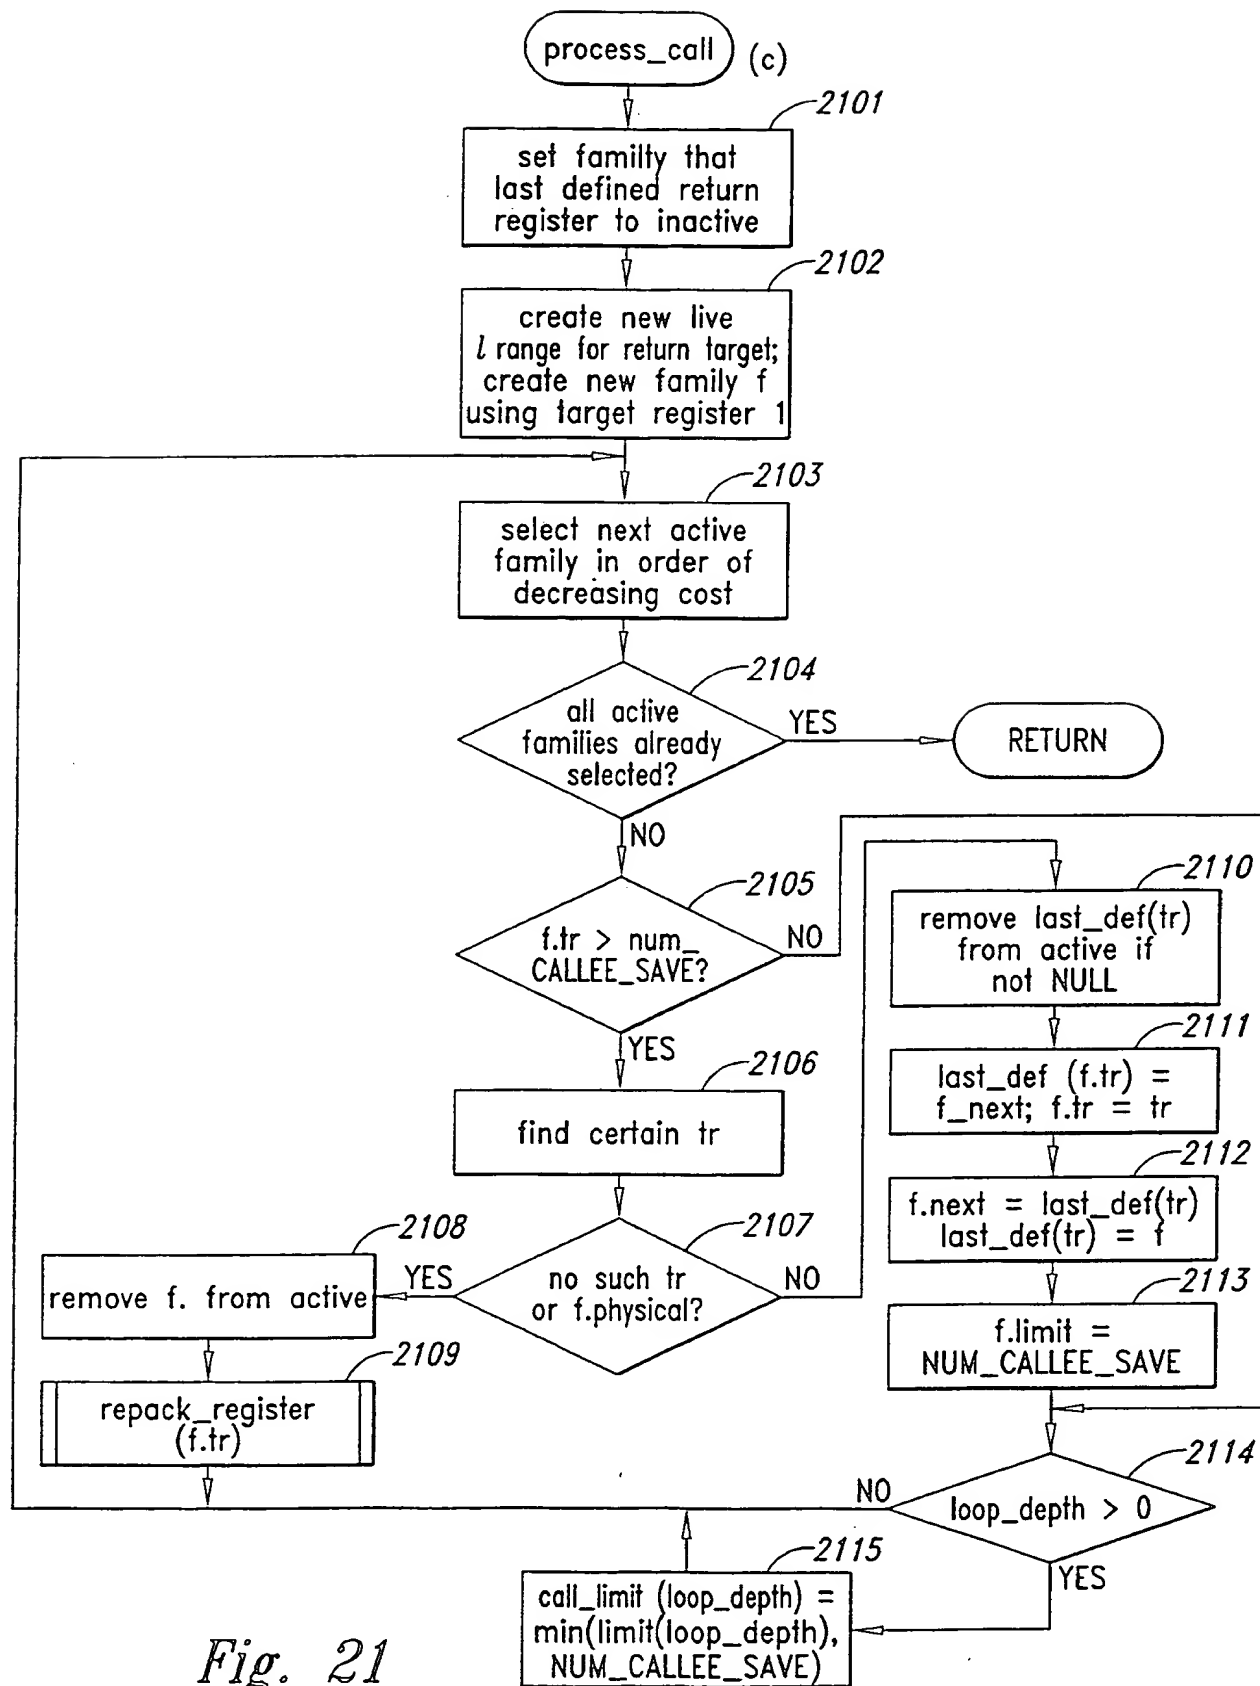 process_call (c)
2101
set familty that
last defined return
register to inactive
2102
create new live
l range for return target;
create new family f
using target register 1
2103
select next active
family in order of
decreasing cost
2104
all active
families already
selected?
YES
RETURN
NO
2105
f.tr > num_
CALLEE_SAVE?
NO
YES
2106
find certain tr
2107
no such tr
or f.physical?
YES
NO
2108
remove f. from active
2109
repack_register
(f.tr)
2110
remove last_def(tr)
from active if
not NULL
2111
last_def (f.tr) =
f_next; f.tr = tr
2112
f.next = last_def(tr)
last_def(tr) = f
2113
f.limit =
NUM_CALLEE_SAVE
2114
loop_depth > 0
NO
YES
2115
call_limit (loop_depth) =
min(limit(loop_depth),
NUM_CALLEE_SAVE)
Fig. 21